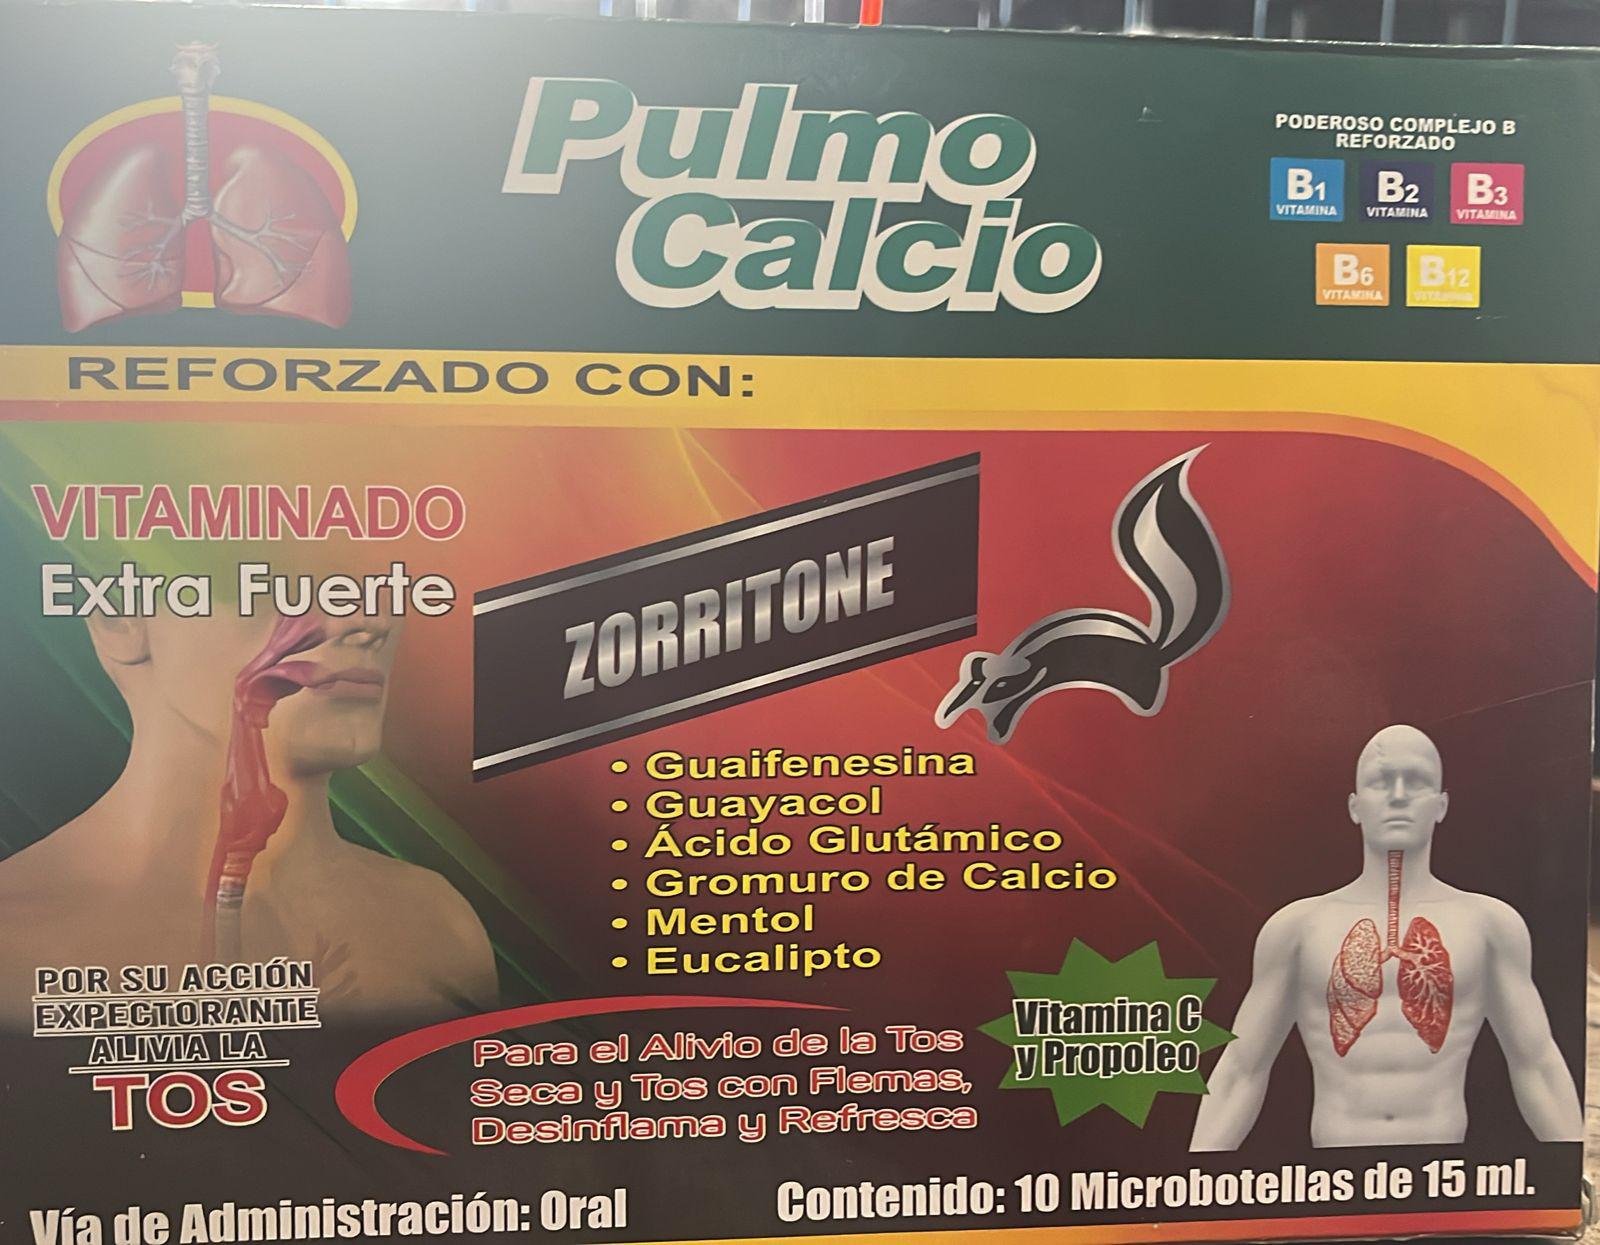 Pulmo
Calcio
PODEROSO COMPLEJO B
REFORZADO
B1
VITAMINA
B2
VITAMINA
B3
VITAMINA
B6
VITAMINA
B12
VITAMINA
REFORZADO CON:
VITAMINADO
Extra Fuerte
ZORRITONE
• Guaifenesina
• Guayacol
• Ácido Glutámico
• Gromuro de Calcio
• Mentol
• Eucalipto
POR SU ACCIÓN
EXPECTORANTE
ALIVIA LA
TOS
Para el Alivio de la Tos
Seca y Tos con Flemas,
Desinflama y Refresca
Vitamina C
y Propoleo
Vía de Administración: Oral
Contenido: 10 Microbotellas de 15 ml.